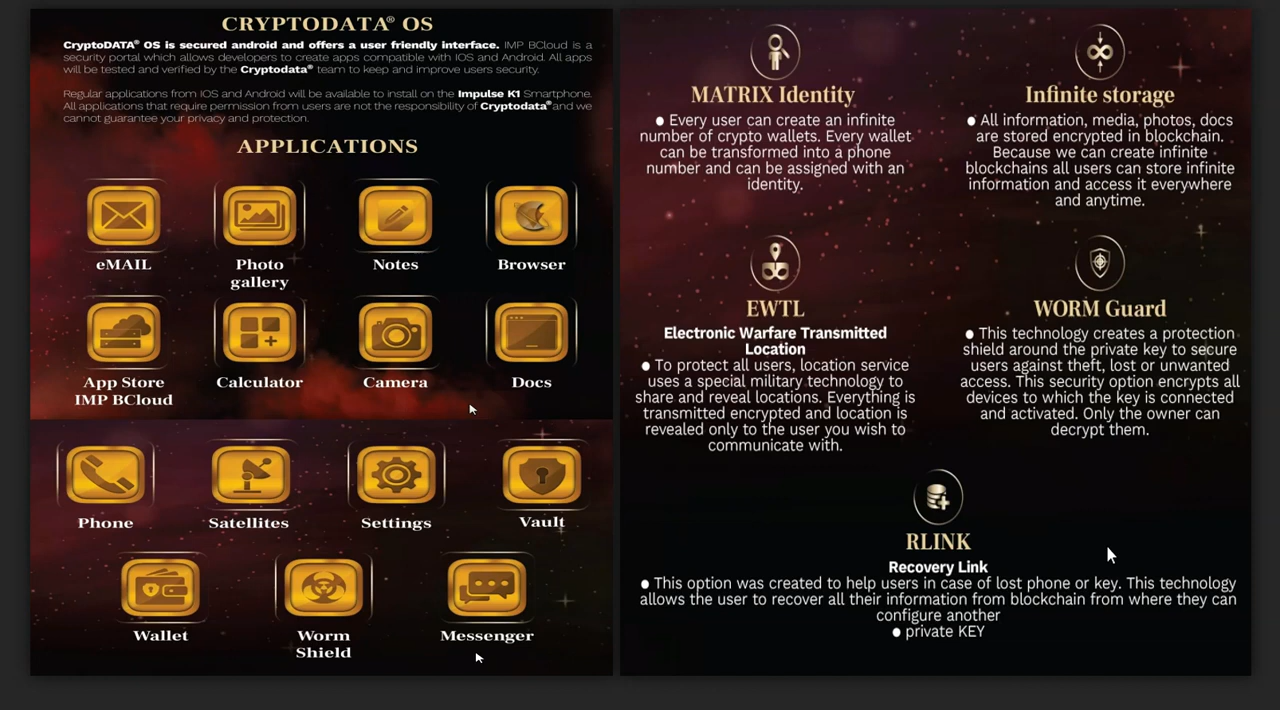 CRYPTODATA® OS
CryptoDATA® OS is secured android and offers a user friendly interface. IMP BCloud is a
security portal which allows developers to create apps compatible with IOS and Android. All apps
will be tested and verified by the Cryptodata® team to keep and improve users security.
Regular applications from IOS and Android will be available to install on the Impulse K1 Smartphone.
All applications that require permission from users are not the responsibility of Cryptodata® and we
cannot guarantee your privacy and protection.
APPLICATIONS
eMAIL
Photo
gallery
Notes
Browser
App Store
IMP BCloud
Calculator
Camera
Docs
Phone
Satellites
Settings
Vault
Wallet
Worm
Shield
Messenger
MATRIX Identity
● Every user can create an infinite
number of crypto wallets. Every wallet
can be transformed into a phone
number and can be assigned with an
identity.
Infinite storage
● All information, media, photos, docs
are stored encrypted in blockchain.
Because we can create infinite
blockchains all users can store infinite
information and access it everywhere
and anytime.
EWTL
Electronic Warfare Transmitted
Location
● To protect all users, location service
uses a special military technology to
share and reveal locations. Everything is
transmitted encrypted and location is
revealed only to the user you wish to
communicate with.
WORM Guard
● This technology creates a protection
shield around the private key to secure
users against theft, lost or unwanted
access. This security option encrypts all
devices to which the key is connected
and activated. Only the owner can
decrypt them.
RLINK
Recovery Link
● This option was created to help users in case of lost phone or key. This technology
allows the user to recover all their information from blockchain from where they can
configure another
● private KEY